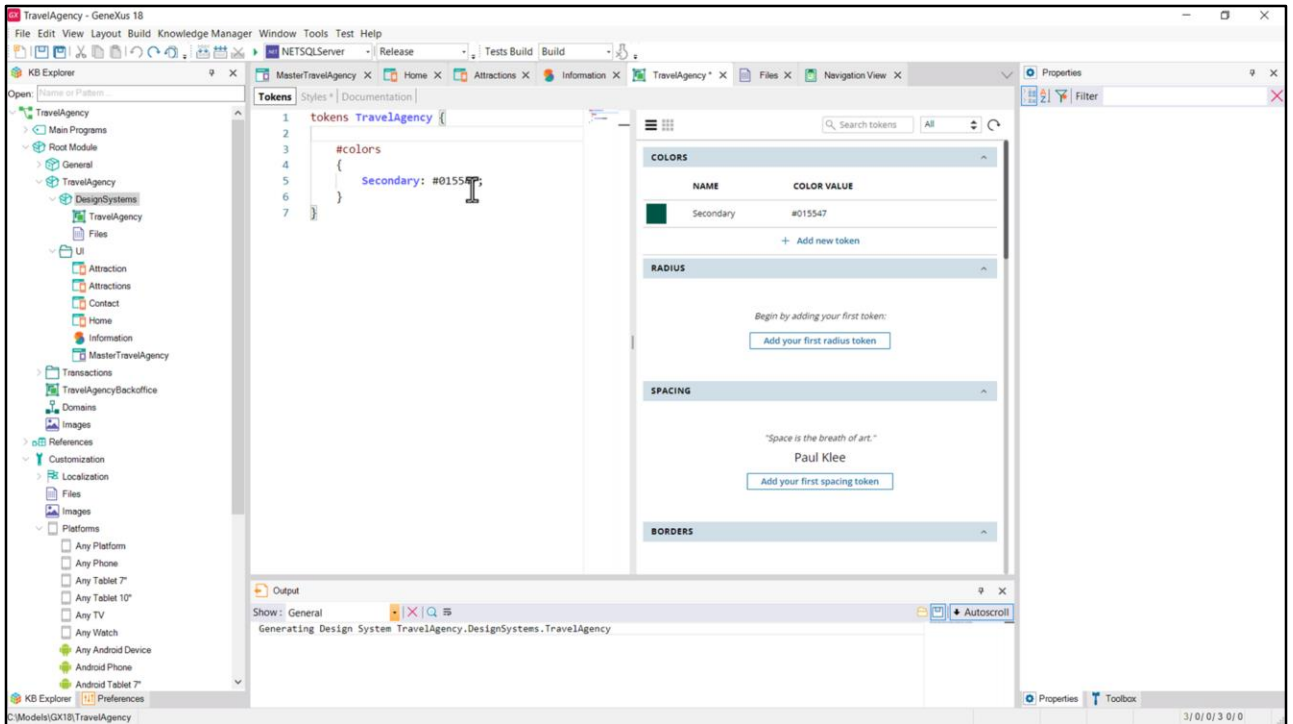 TravelAgency - GeneXus 18
File Edit View Layout Build Knowledge Manager Window Tools Test Help
NETSQLServer Release Tests Build Build
KB Explorer
Open: Name or Pattern...
TravelAgency
Main Programs
Root Module
General
TravelAgency
DesignSystems
TravelAgency
Files
UI
Attraction
Attractions
Contact
Home
Information
MasterTravelAgency
Transactions
TravelAgencyBackoffice
Domains
Images
References
Customization
Localization
Files
Images
Platforms
Any Platform
Any Phone
Any Tablet 7"
Any Tablet 10"
Any TV
Any Watch
Any Android Device
Android Phone
Android Tablet 7"
KB Explorer Preferences
MasterTravelAgency X Home X Attractions X Information X TravelAgency * X Files X Navigation View X
Tokens Styles * Documentation
1 tokens TravelAgency {
2
3 #colors
4 {
5 Secondary: #015547;
6 }
7 }
Search tokens All
COLORS
NAME COLOR VALUE
Secondary #015547
+ Add new token
RADIUS
Begin by adding your first token:
Add your first radius token
SPACING
"Space is the breath of art."
Paul Klee
Add your first spacing token
BORDERS
Output
Show: General
Autoscroll
Generating Design System TravelAgency.DesignSystems.TravelAgency
Properties
Filter
Properties Toolbox
C:\Models\GX18\TravelAgency 3/0/0/3 0/0